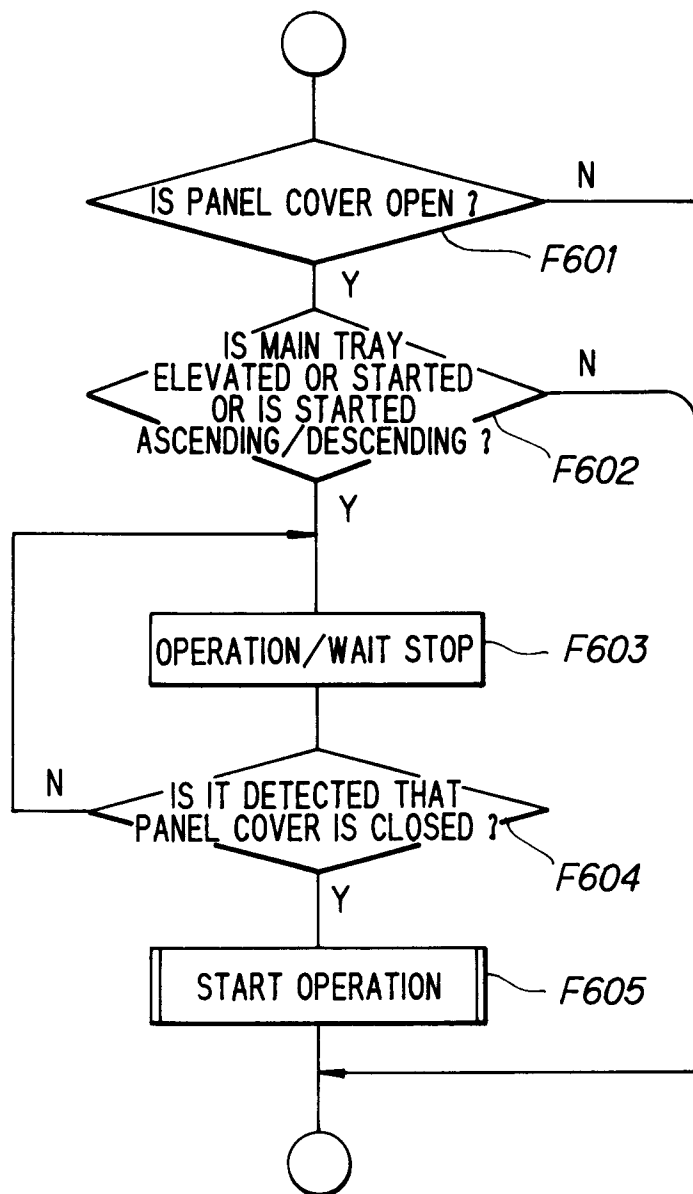 IS PANEL COVER OPEN ?
N
F601
Y
IS MAIN TRAY
ELEVATED OR STARTED
OR IS STARTED
ASCENDING/DESCENDING ?
N
F602
Y
OPERATION/WAIT STOP
F603
N
IS IT DETECTED THAT
PANEL COVER IS CLOSED ?
F604
Y
START OPERATION
F605